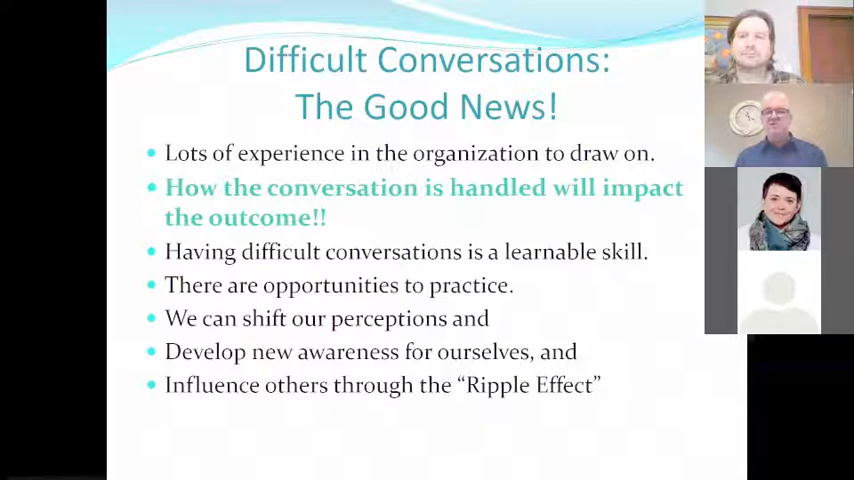 Difficult Conversations:
The Good News!
• Lots of experience in the organization to draw on.
• How the conversation is handled will impact
the outcome!!
• Having difficult conversations is a learnable skill.
• There are opportunities to practice.
• We can shift our perceptions and
• Develop new awareness for ourselves, and
• Influence others through the “Ripple Effect”